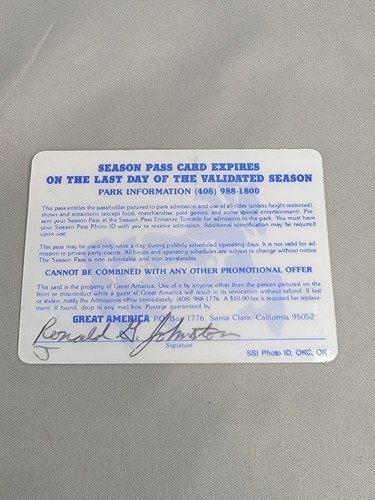 SEASON PASS CARD EXPIRES
ON THE LAST DAY OF THE VALIDATED SEASON
PARK INFORMATION (408) 988-1800
This pass entitles the passholder pictured to park admission and use of all rides (unless height restricted),
shows and attractions (except food, merchandise, paid games, and some special entertainment). Pre-
sent your Season Pass at the Season Pass Entrance Turnstile for admission to the park. You must have
your Season Pass Photo ID with you to receive admission. Additional identification may be required
upon use.
This pass may be used only once a day during publicly scheduled operating days. It is not valid for ad-
mission to private party events. All hours and operating schedules are subject to change without notice.
The Season Pass is non refundable and non transferable.
CANNOT BE COMBINED WITH ANY OTHER PROMOTIONAL OFFER
This card is the property of Great America. Use of it by anyone other than the person pictured on the
front or misconduct while a guest of Great America will result in its revocation without refund. If lost
or stolen, notify the Admissions office immediately. (408) 988-1776. A $10.00 fee is required for replace-
ment. If found, drop in any mail box. Postage guaranteed by
GREAT AMERICA PO Box 1776, Santa Clara, California 95052
Ronald G. Johnston
Signature
SSI Photo ID, OKC, OK